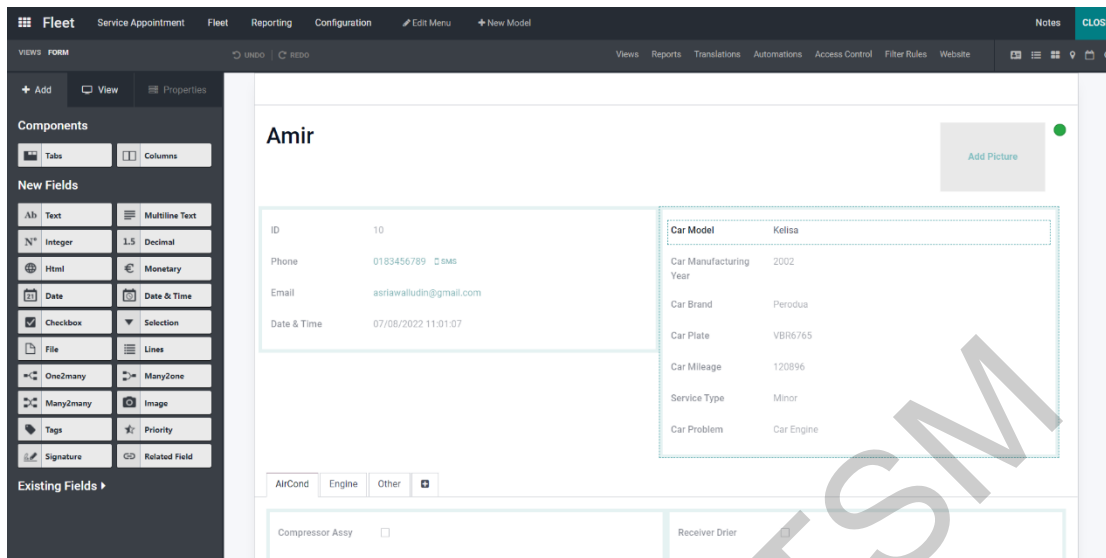 Fleet Service Appointment Fleet Reporting Configuration Edit Menu + New Model Notes CLOS
VIEWS FORM UNDO REDO Views Reports Translations Automations Access Control Filter Rules Website
+ Add View Properties
Components
Tabs Columns
New Fields
Ab Text Multiline Text
N° Integer 1.5 Decimal
Html € Monetary
21 Date Date & Time
Checkbox Selection
File Lines
One2many Many2one
Many2many Image
Tags Priority
Signature Related Field
Existing Fields
Amir
Add Picture
ID 10
Phone 0183456789 SMS
Email asriawalludin@gmail.com
Date & Time 07/08/2022 11:01:07
Car Model Kelisa
Car Manufacturing Year 2002
Car Brand Perodua
Car Plate VBR6765
Car Mileage 120896
Service Type Minor
Car Problem Car Engine
AirCond Engine Other
Compressor Assy Receiver Drier
TSM